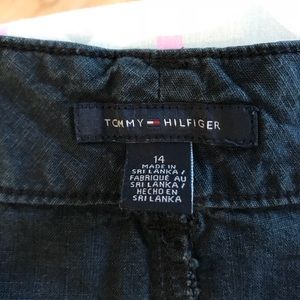 TOMMY HILFIGER
14
MADE IN
SRI LANKA /
FABRIQUÉ AU
SRI LANKA /
HECHO EN
SRI LANKA